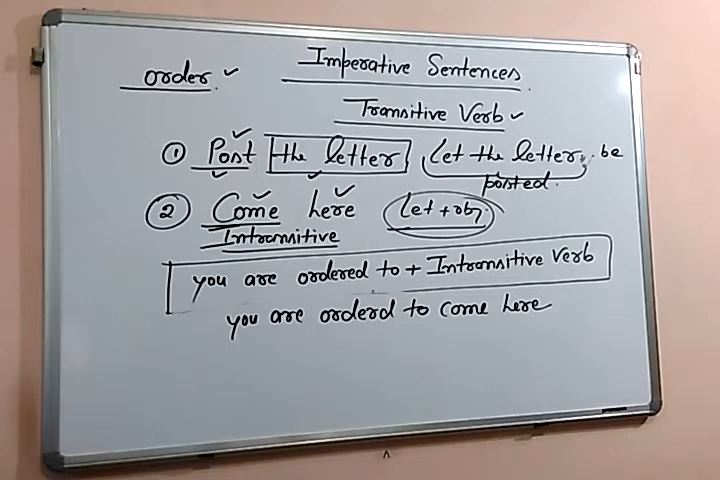 Imperative Sentences
order. ✓
Transitive Verb ✓
① Post the letter Let the letter be
posted.
② Come here Let + obj
Intransitive
you are ordered to + Intransitive Verb
you are orderd to come here